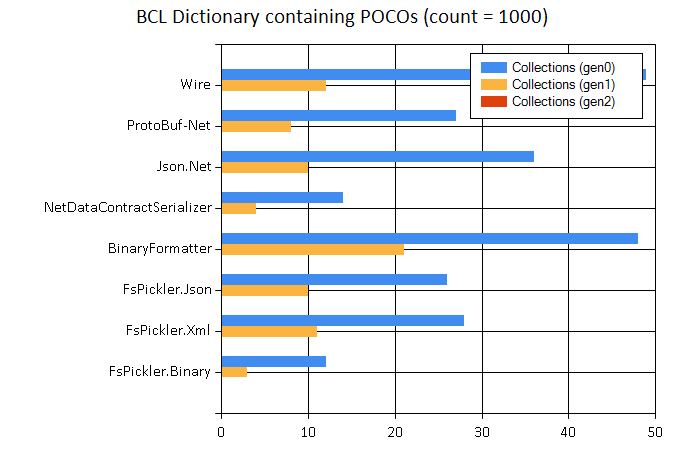 BCL Dictionary containing POCOs (count = 1000)
Collections (gen0)
Collections (gen1)
Collections (gen2)
Wire
ProtoBuf-Net
Json.Net
NetDataContractSerializer
BinaryFormatter
FsPickler.Json
FsPickler.Xml
FsPickler.Binary
0 10 20 30 40 50